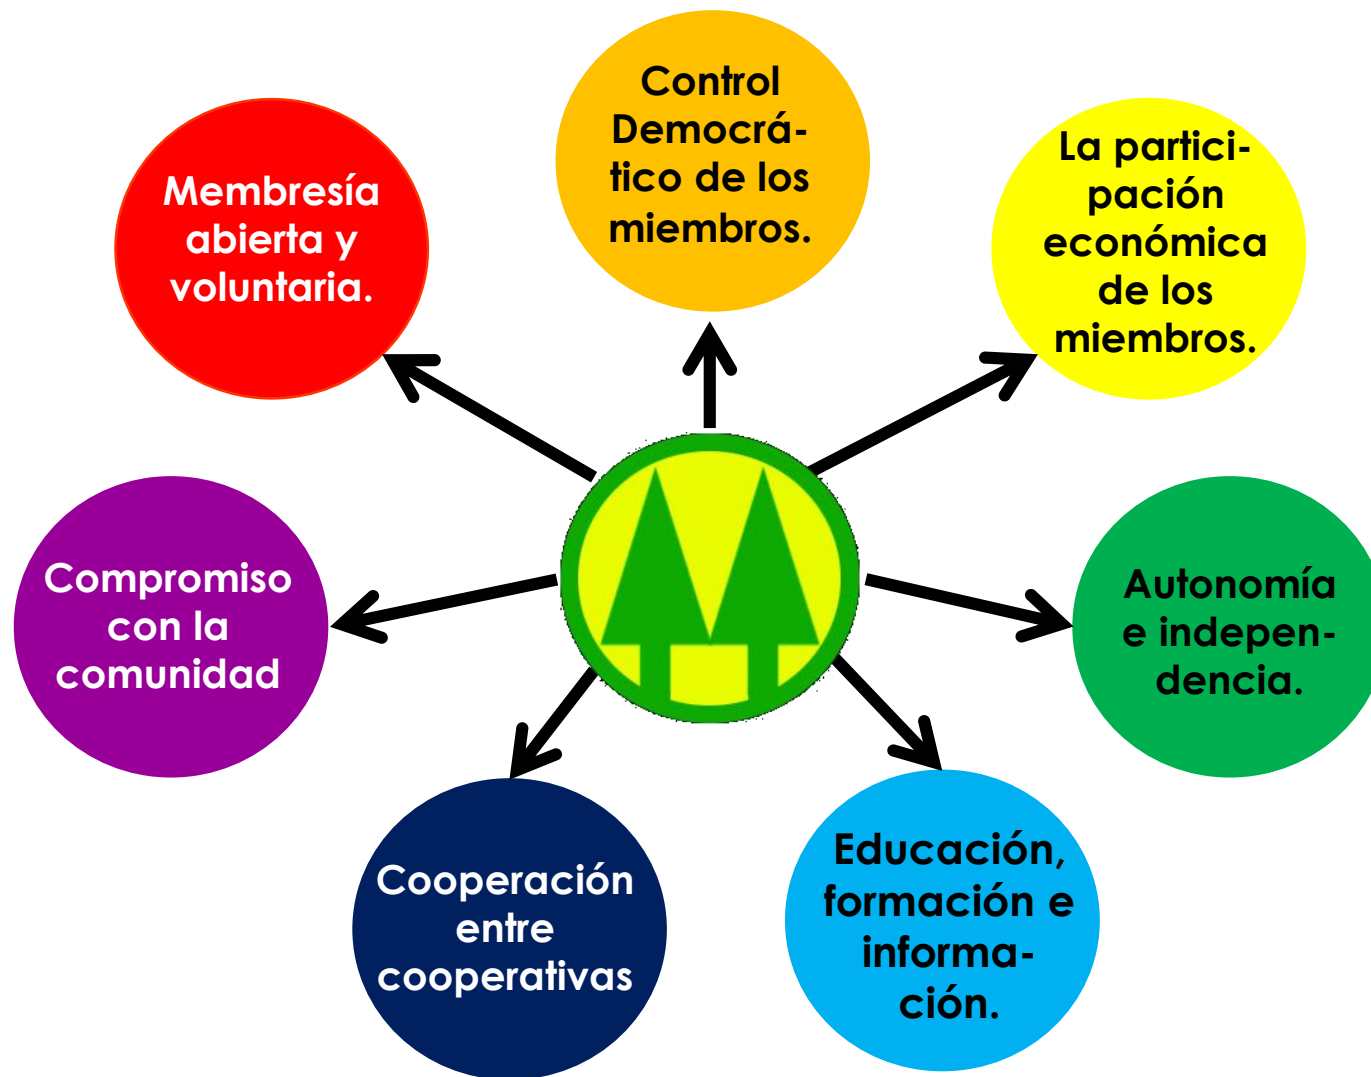 Membresía
abierta y
voluntaria.
Control
Democrá-
tico de los
miembros.
La partici-
pación
económica
de los
miembros.
Autonomía
e indepen-
dencia.
Educación,
formación e
informa-
ción.
Cooperación
entre
cooperativas
Compromiso
con la
comunidad